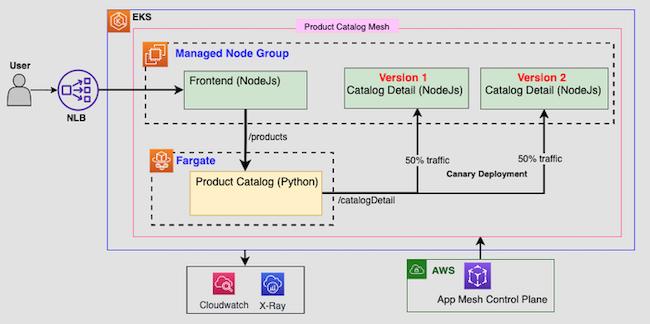 EKS
Product Catalog Mesh
Managed Node Group
User
NLB
Frontend (NodeJs)
Version 1
Catalog Detail (NodeJs)
Version 2
Catalog Detail (NodeJs)
/products
50% traffic
50% traffic
Fargate
Canary Deployment
Product Catalog (Python)
/catalogDetail
AWS
Cloudwatch
X-Ray
App Mesh Control Plane